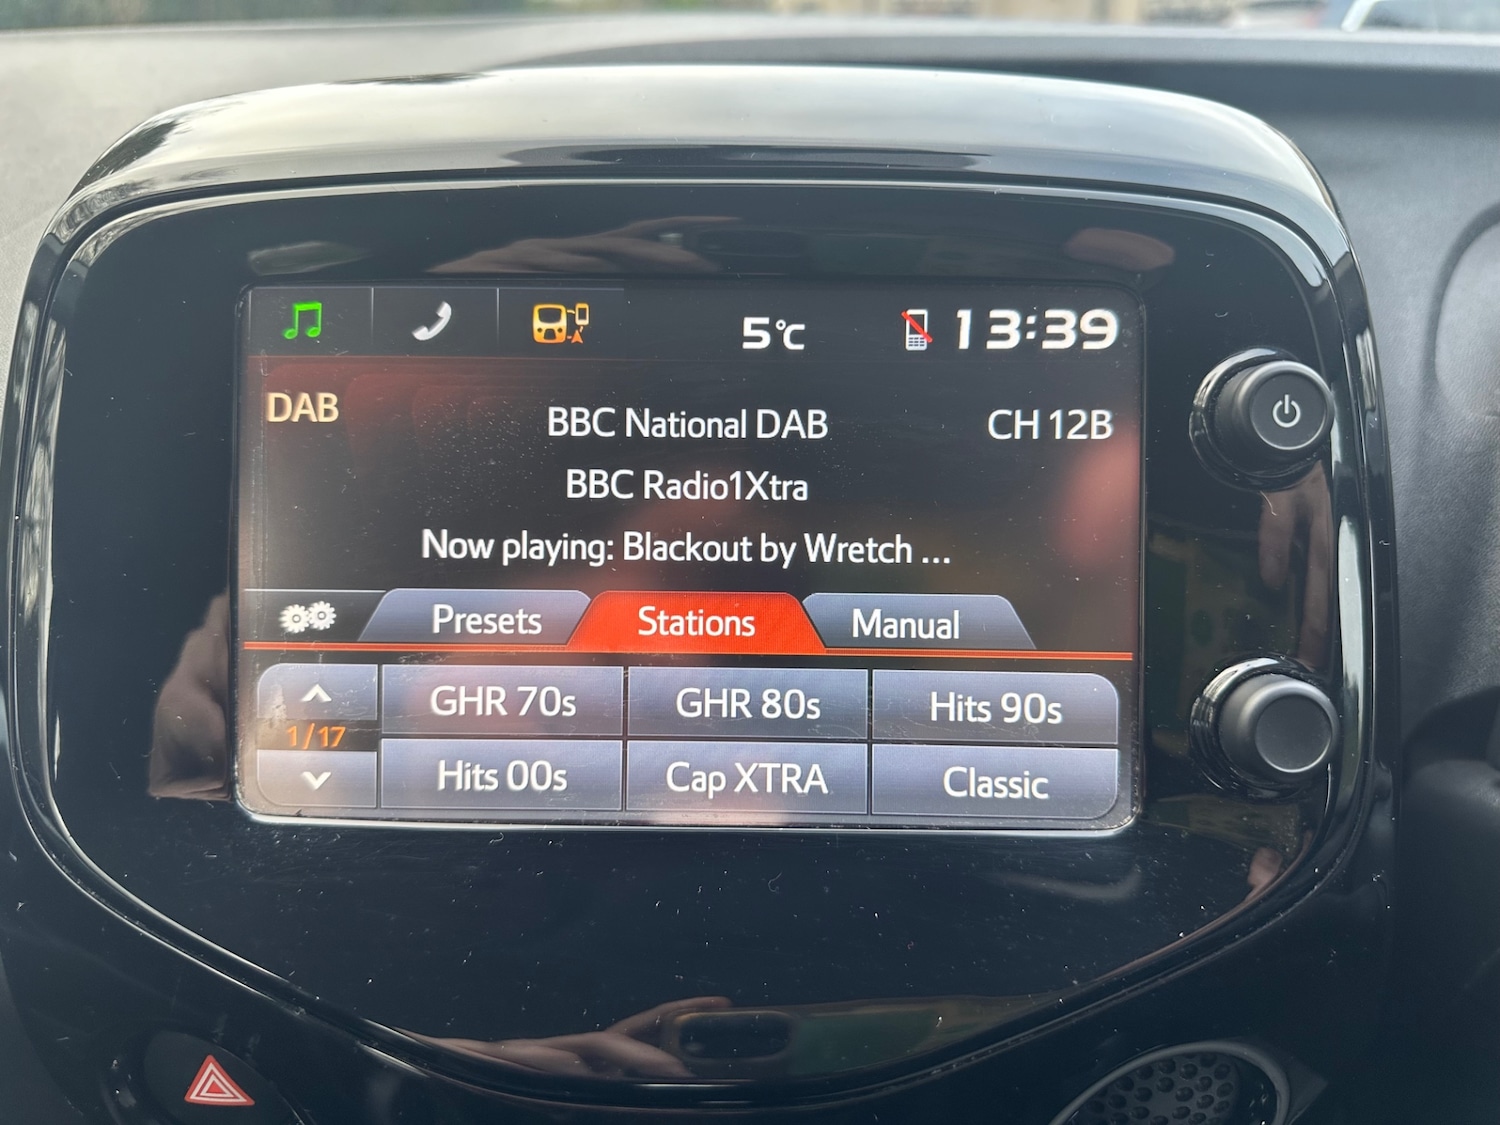 5°C
13:39
DAB
BBC National DAB
CH 12B
BBC Radio1Xtra
Now playing: Blackout by Wretch ...
Presets
Stations
Manual
GHR 70s
GHR 80s
Hits 90s
1/17
Hits 00s
Cap XTRA
Classic